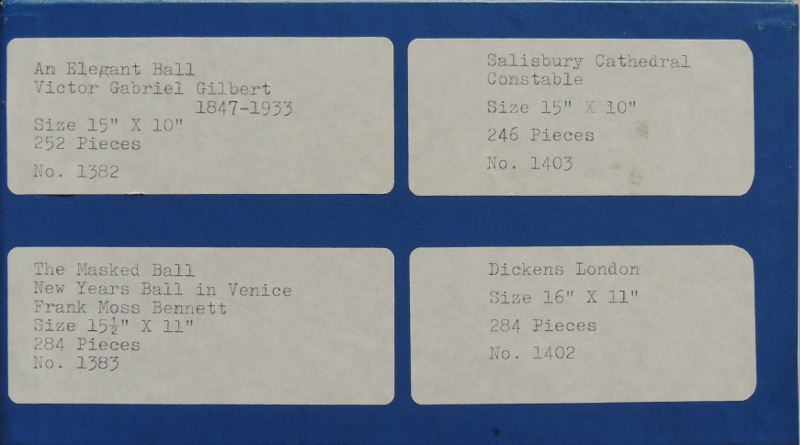 An Elegant Ball
Victor Gabriel Gilbert
1847-1933
Size 15" X 10"
252 Pieces
No. 1382
Salisbury Cathedral
Constable
Size 15" X 10"
246 Pieces
No. 1403
The Masked Ball
New Years Ball in Venice
Frank Moss Bennett
Size 15½" X 11"
284 Pieces
No. 1383
Dickens London
Size 16" X 11"
284 Pieces
No. 1402